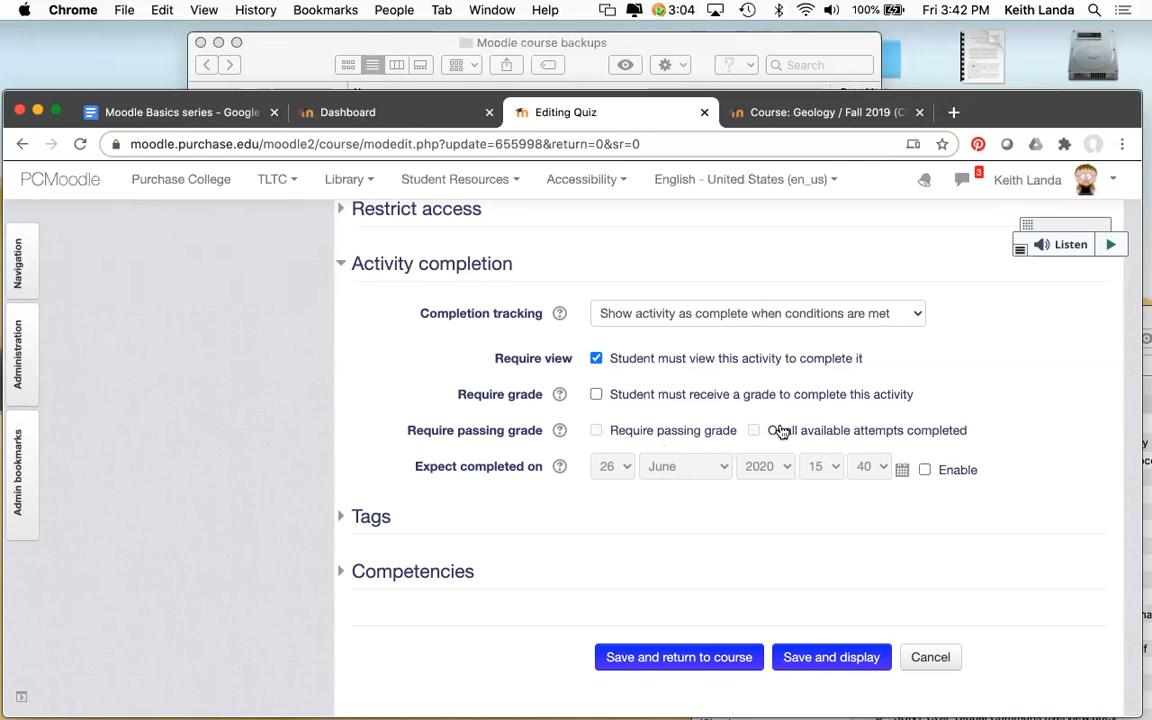 Chrome File Edit View History Bookmarks People Tab Window Help 3:04 100% Fri 3:42 PM Keith Landa
Moodle course backups
Search
Moodle Basics series - Google Dashboard Editing Quiz Course: Geology / Fall 2019 (C
moodle.purchase.edu/moodle2/course/modedit.php?update=655998&return=0&sr=0
PCMoodle Purchase College TLTC Library Student Resources Accessibility English - United States (en_us) 3 Keith Landa
Restrict access
Listen
Navigation
Activity completion
Completion tracking ? Show activity as complete when conditions are met
Administration
Require view Student must view this activity to complete it
Require grade ? Student must receive a grade to complete this activity
Require passing grade ? Require passing grade all available attempts completed
Expect completed on ? 26 June 2020 15 40 Enable
Admin bookmarks
Tags
Competencies
Save and return to course Save and display Cancel